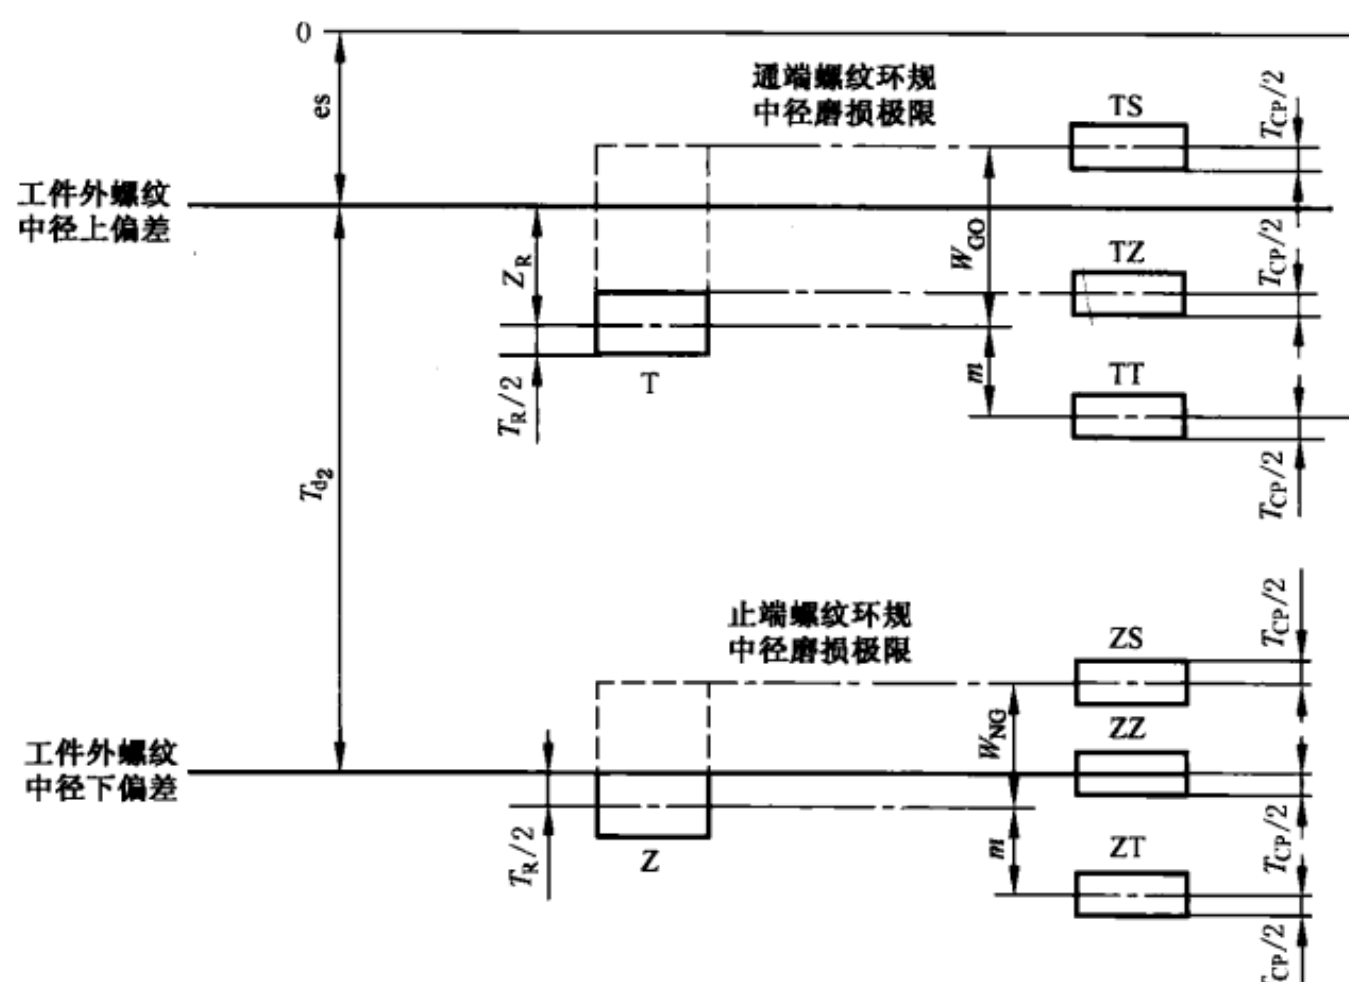 0
es
通端螺纹环规
中径磨损极限
TS
T_CP/2
工件外螺纹
中径上偏差
Z_R
W_GO
TZ
T_CP/2
T
T_R/2
m
TT
T_CP/2
T_d2
止端螺纹环规
中径磨损极限
ZS
T_CP/2
W_NG
ZZ
工件外螺纹
中径下偏差
T_R/2
Z
m
ZT
T_CP/2
CP/2